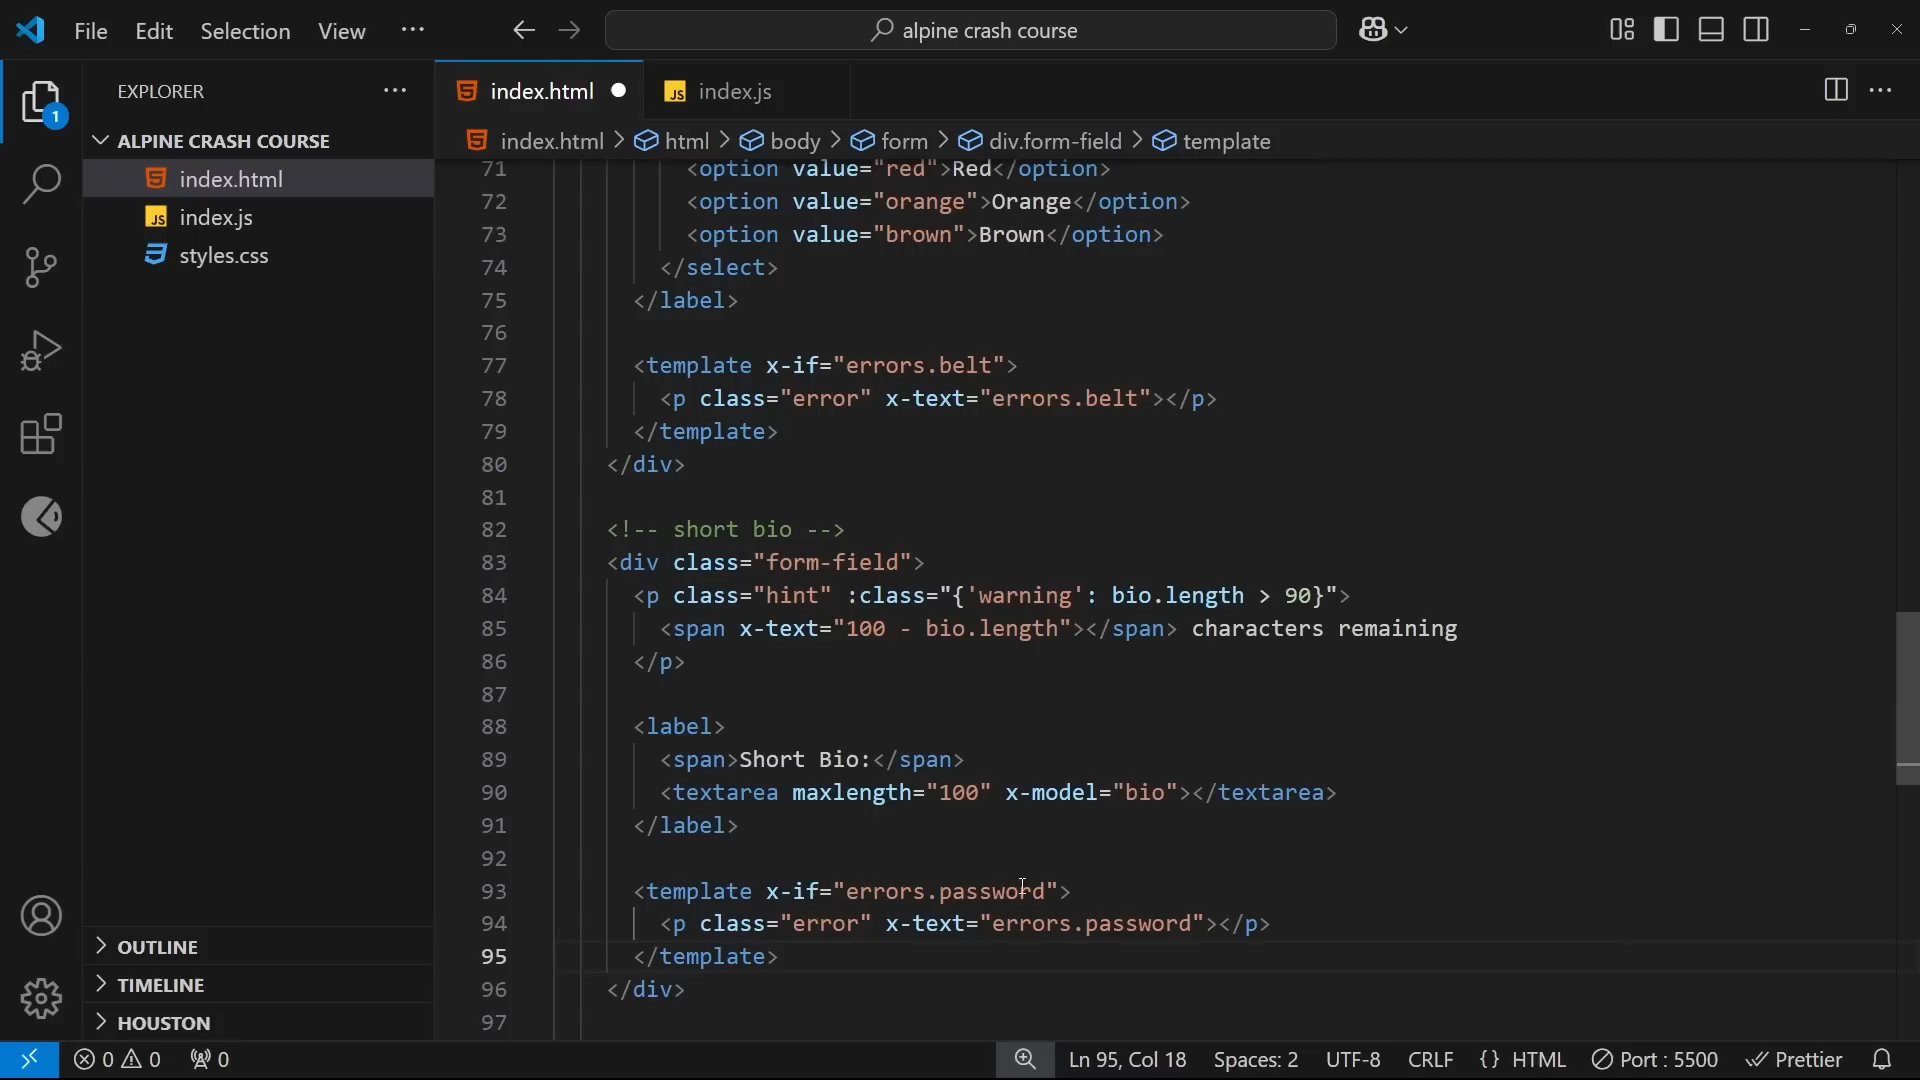 File Edit Selection View ··· alpine crash course
EXPLORER ···
index.html index.js ···
ALPINE CRASH COURSE
index.html > html > body > form > div.form-field > template
1
index.html
index.js
styles.css
71 <option value="red">Red</option>
72 <option value="orange">Orange</option>
73 <option value="brown">Brown</option>
74 </select>
75 </label>
76
77 <template x-if="errors.belt">
78 <p class="error" x-text="errors.belt"></p>
79 </template>
80 </div>
81
82 <!-- short bio -->
83 <div class="form-field">
84 <p class="hint" :class="{'warning': bio.length > 90}">
85 <span x-text="100 - bio.length"></span> characters remaining
86 </p>
87
88 <label>
89 <span>Short Bio:</span>
90 <textarea maxlength="100" x-model="bio"></textarea>
91 </label>
92
93 <template x-if="errors.password">
94 <p class="error" x-text="errors.password"></p>
95 </template>
96 </div>
97
OUTLINE
TIMELINE
HOUSTON
0 0 0 Ln 95, Col 18 Spaces: 2 UTF-8 CRLF {} HTML Port : 5500 Prettier